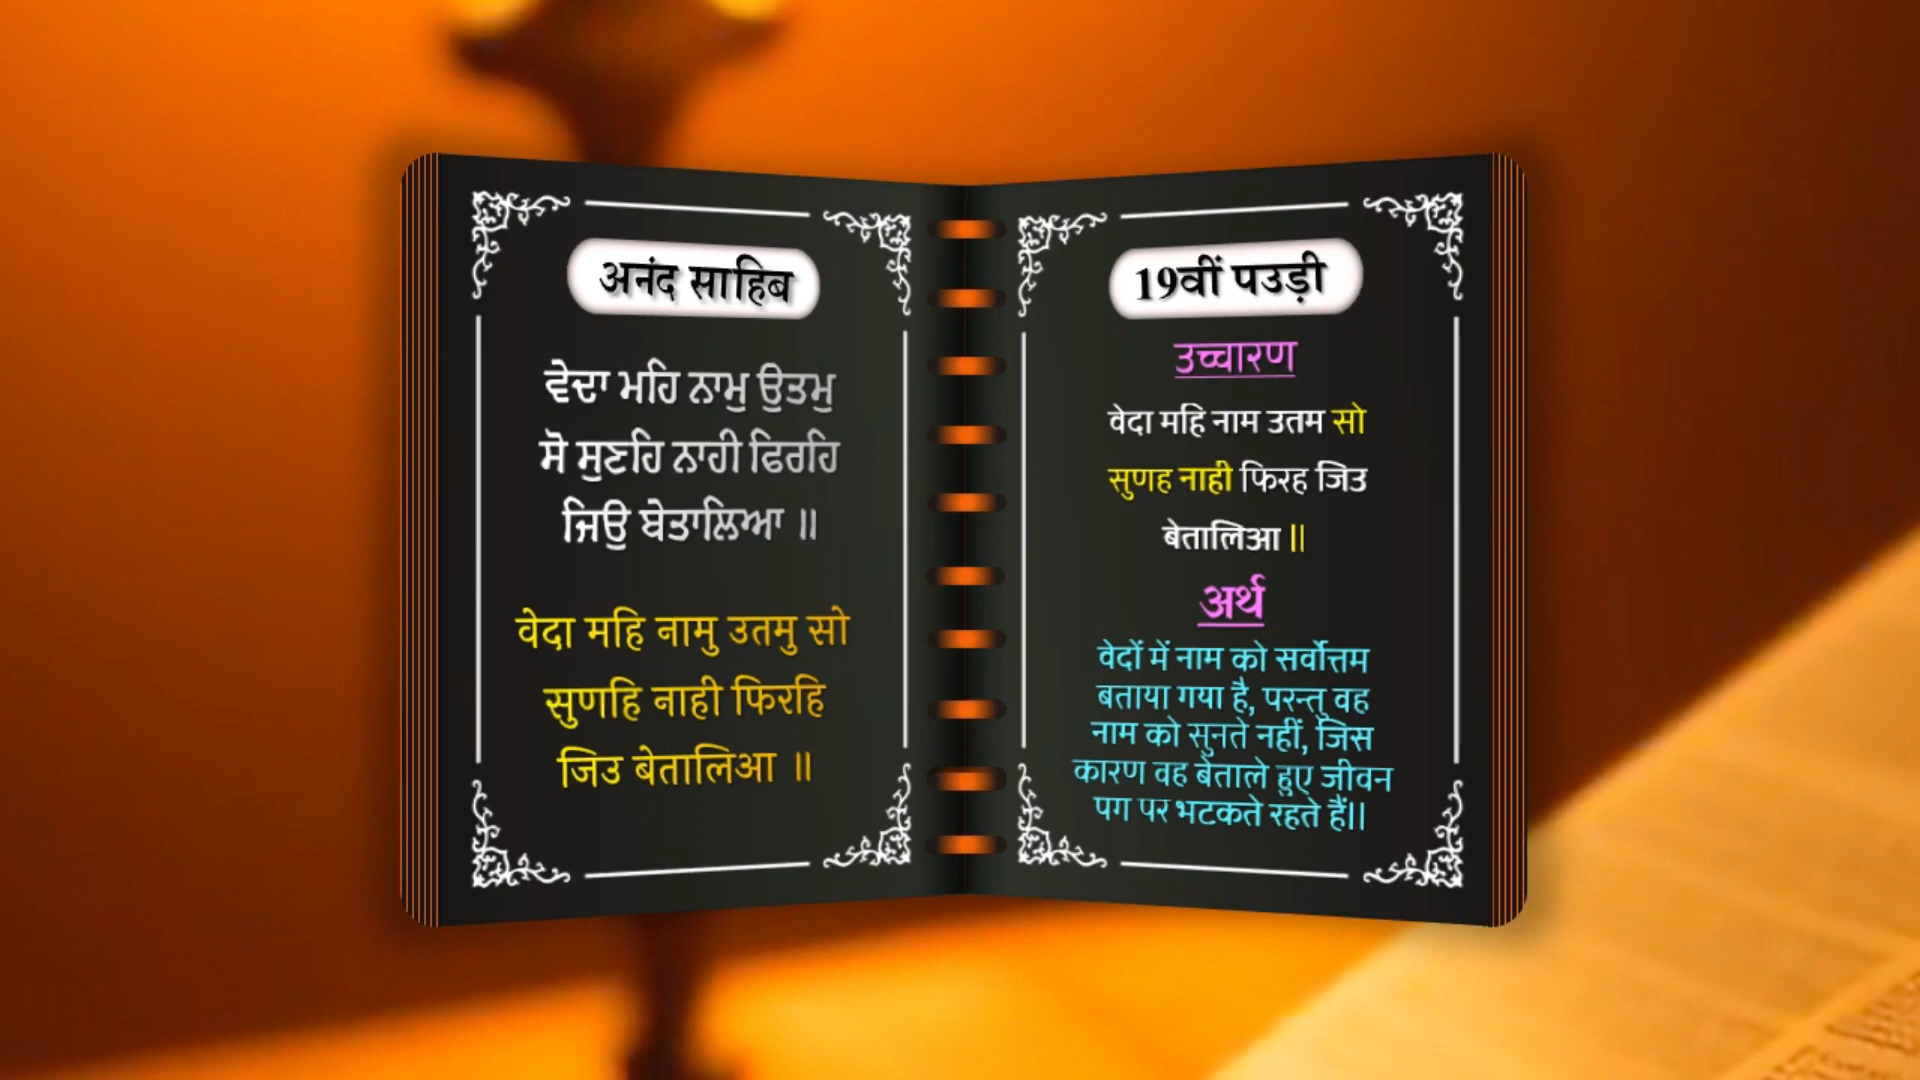 अनंद साहिब
ਵੇਦਾ ਮਹਿ ਨਾਮੁ ਉਤਮੁ
ਸੋ ਸੁਣਹਿ ਨਾਹੀ ਫਿਰਹਿ
ਜਿਉ ਬੇਤਾਲਿਆ ॥
वेदा महि नामु उतमु सो
सुणहि नाही फिरहि
जिउ बेतालिआ ॥
19वीं पउड़ी
उच्चारण
वेदा महि नाम उतम सो
सुणह नाही फिरह जिउ
बेतालिआ ||
अर्थ
वेदों में नाम को सर्वोत्तम
बताया गया है, परन्तु वह
नाम को सुनते नहीं, जिस
कारण वह बेताले हुए जीवन
पग पर भटकते रहते हैं||